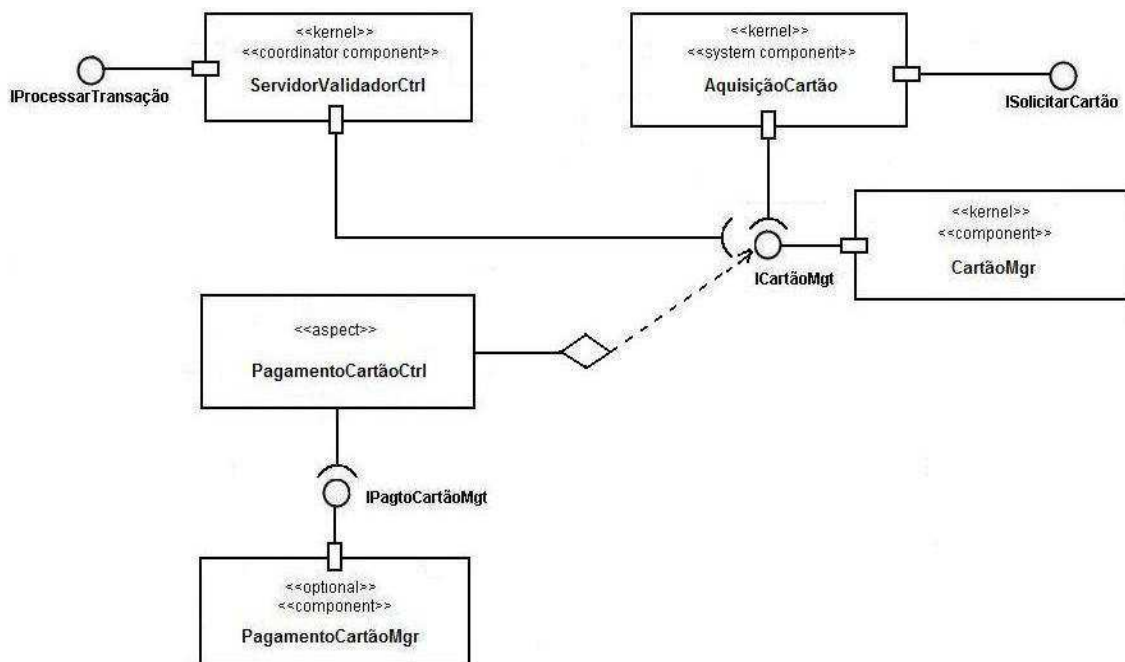 <<kernel>>
<<coordinator component>>
ServidorValidadorCtrl
IProcessarTransação
<<kernel>>
<<system component>>
AquisiçãoCartão
ISolicitarCartão
<<kernel>>
<<component>>
CartãoMgr
ICartãoMgt
<<aspect>>
PagamentoCartãoCtrl
IPagtoCartãoMgt
<<optional>>
<<component>>
PagamentoCartãoMgr